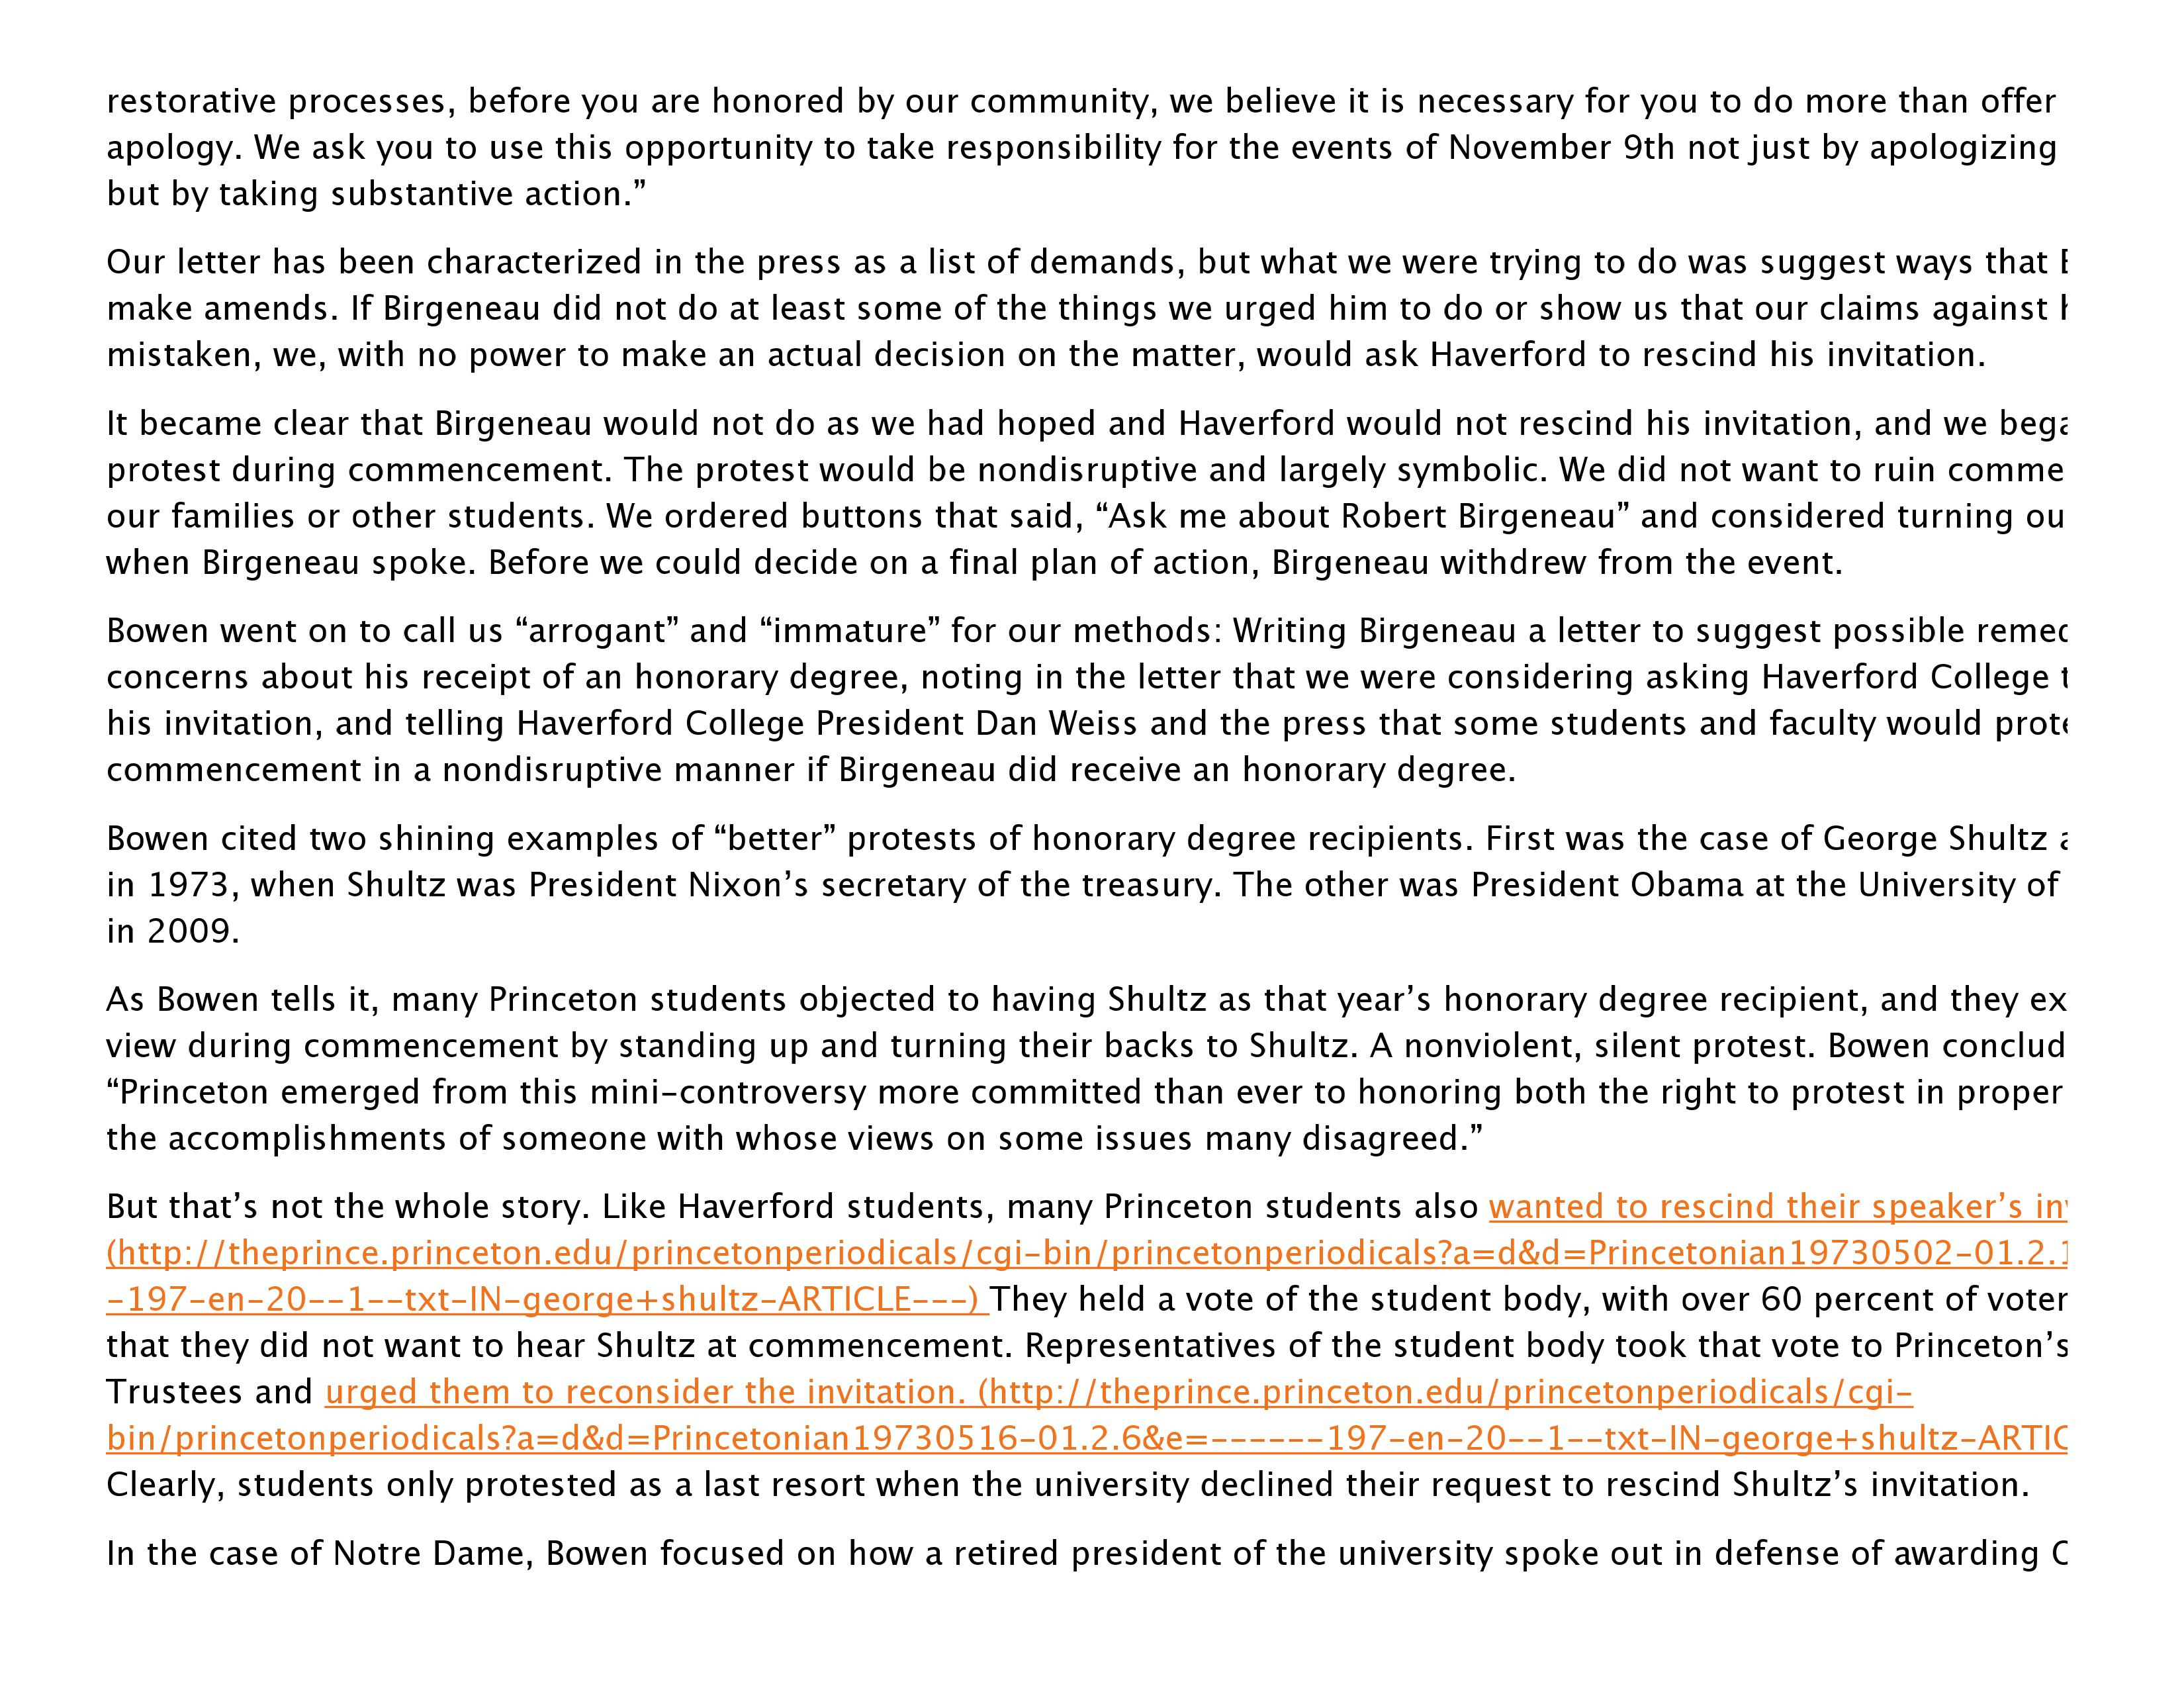 restorative processes, before you are honored by our community, we believe it is necessary for you to do more than offer
apology. We ask you to use this opportunity to take responsibility for the events of November 9th not just by apologizing
but by taking substantive action.”
Our letter has been characterized in the press as a list of demands, but what we were trying to do was suggest ways that
make amends. If Birgeneau did not do at least some of the things we urged him to do or show us that our claims against
mistaken, we, with no power to make an actual decision on the matter, would ask Haverford to rescind his invitation.
It became clear that Birgeneau would not do as we had hoped and Haverford would not rescind his invitation, and we bega
protest during commencement. The protest would be nondisruptive and largely symbolic. We did not want to ruin comme
our families or other students. We ordered buttons that said, “Ask me about Robert Birgeneau” and considered turning ou
when Birgeneau spoke. Before we could decide on a final plan of action, Birgeneau withdrew from the event.
Bowen went on to call us “arrogant” and “immature” for our methods: Writing Birgeneau a letter to suggest possible remed
concerns about his receipt of an honorary degree, noting in the letter that we were considering asking Haverford College t
his invitation, and telling Haverford College President Dan Weiss and the press that some students and faculty would prote
commencement in a nondisruptive manner if Birgeneau did receive an honorary degree.
Bowen cited two shining examples of “better” protests of honorary degree recipients. First was the case of George Shultz a
in 1973, when Shultz was President Nixon’s secretary of the treasury. The other was President Obama at the University of
in 2009.
As Bowen tells it, many Princeton students objected to having Shultz as that year’s honorary degree recipient, and they ex
view during commencement by standing up and turning their backs to Shultz. A nonviolent, silent protest. Bowen conclud
“Princeton emerged from this mini-controversy more committed than ever to honoring both the right to protest in proper
the accomplishments of someone with whose views on some issues many disagreed.”
But that’s not the whole story. Like Haverford students, many Princeton students also wanted to rescind their speaker’s inv
(http://theprince.princeton.edu/princetonperiodicals/cgi-bin/princetonperiodicals?a=d&d=Princetonian19730502-01.2.1
-197-en-20--1--txt-IN-george+shultz-ARTICLE---) They held a vote of the student body, with over 60 percent of voter
that they did not want to hear Shultz at commencement. Representatives of the student body took that vote to Princeton’s
Trustees and urged them to reconsider the invitation. (http://theprince.princeton.edu/princetonperiodicals/cgi-
bin/princetonperiodicals?a=d&d=Princetonian19730516-01.2.6&e=------197-en-20--1--txt-IN-george+shultz-ARTIC
Clearly, students only protested as a last resort when the university declined their request to rescind Shultz’s invitation.
In the case of Notre Dame, Bowen focused on how a retired president of the university spoke out in defense of awarding